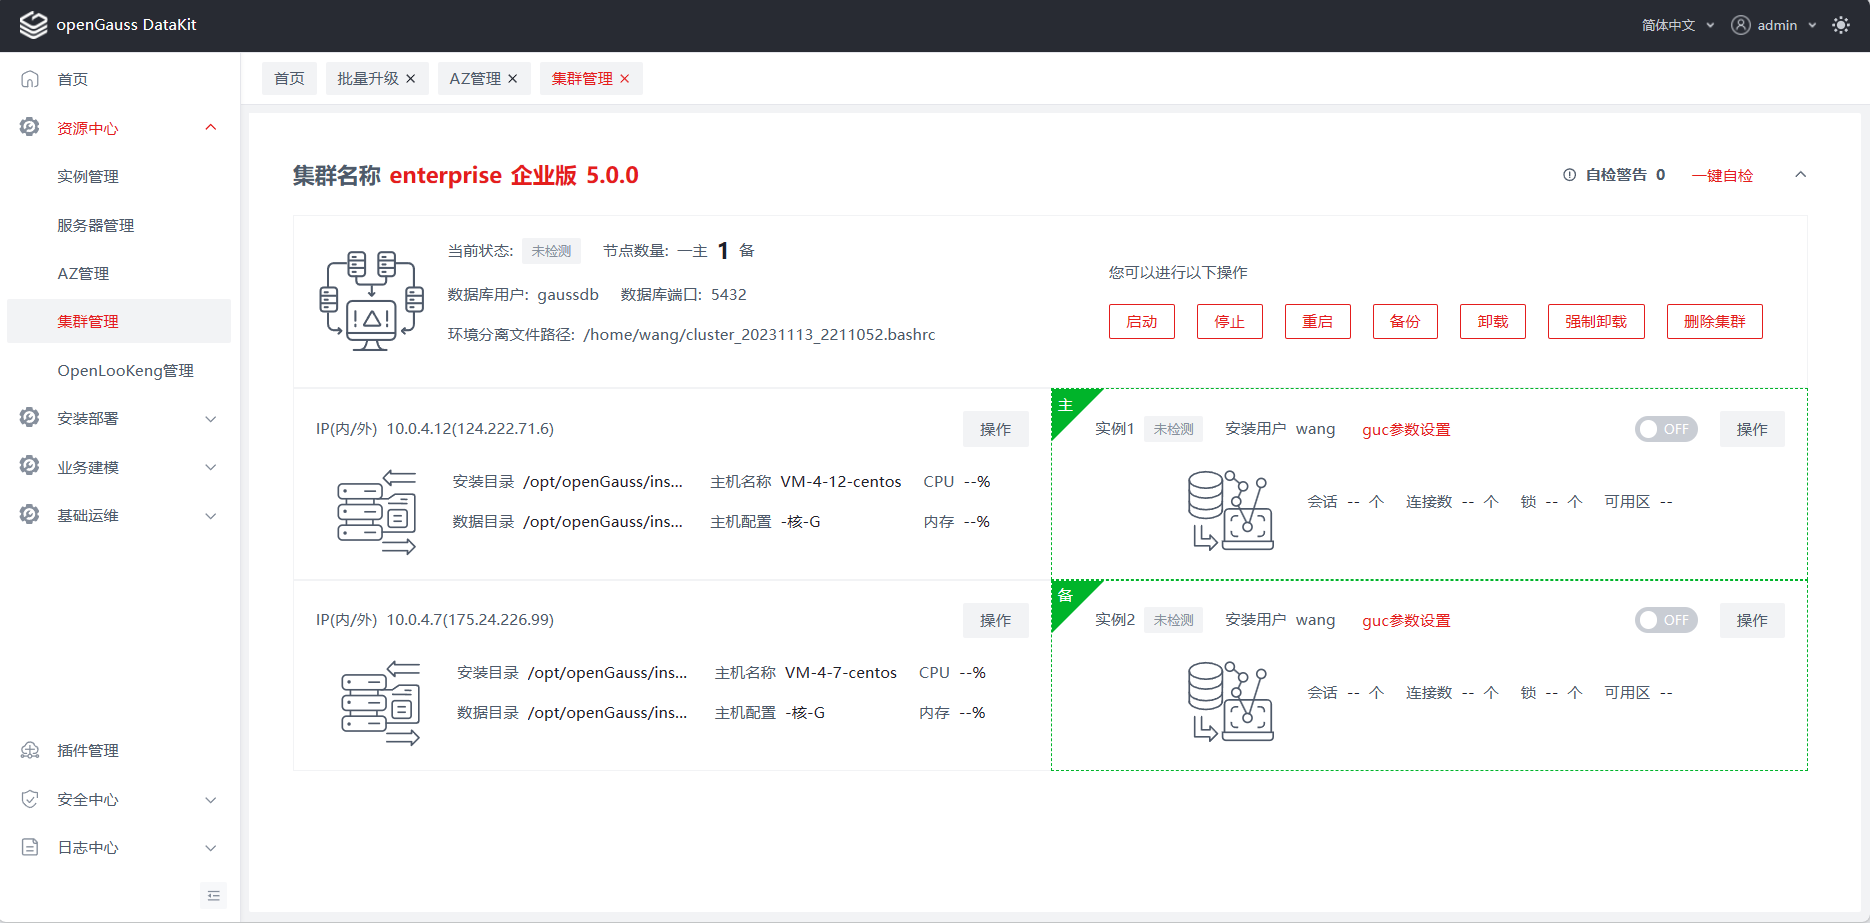 openGauss DataKit
简体中文
admin
首页
资源中心
实例管理
服务器管理
AZ管理
集群管理
OpenLooKeng管理
安装部署
业务建模
基础运维
插件管理
安全中心
日志中心
首页 批量升级 × AZ管理 × 集群管理 ×
集群名称 enterprise 企业版 5.0.0
自检警告 0 一键自检
当前状态: 未检测 节点数量: 一主 1 备
数据库用户: gaussdb 数据库端口: 5432
环境分离文件路径: /home/wang/cluster_20231113_2211052.bashrc
您可以进行以下操作
启动 停止 重启 备份 卸载 强制卸载 删除集群
IP(内/外) 10.0.4.12(124.222.71.6) 操作
安装目录 /opt/openGauss/ins... 主机名称 VM-4-12-centos CPU --%
数据目录 /opt/openGauss/ins... 主机配置 -核-G 内存 --%
主
实例1 未检测 安装用户 wang guc参数设置 OFF 操作
会话 -- 个 连接数 -- 个 锁 -- 个 可用区 --
IP(内/外) 10.0.4.7(175.24.226.99) 操作
安装目录 /opt/openGauss/ins... 主机名称 VM-4-7-centos CPU --%
数据目录 /opt/openGauss/ins... 主机配置 -核-G 内存 --%
备
实例2 未检测 安装用户 wang guc参数设置 OFF 操作
会话 -- 个 连接数 -- 个 锁 -- 个 可用区 --